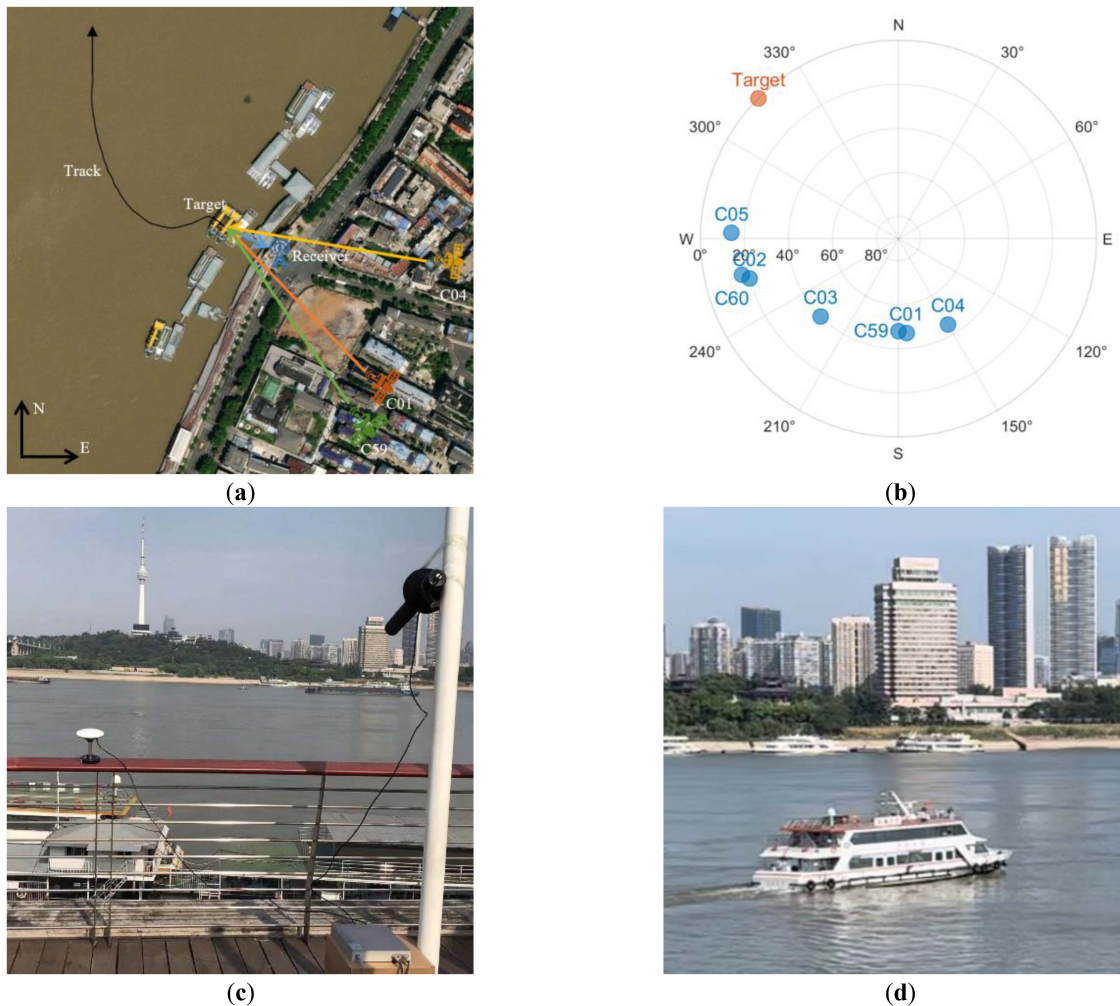 Track
Target
Receiver
C04
C01
C59
N
E
(a)
N
330°
30°
Target
300°
60°
C05
W
E
0°
20°
40°
60°
80°
C02
C60
C03
C59
C01
C04
240°
120°
210°
150°
S
(b)
(c)
(d)